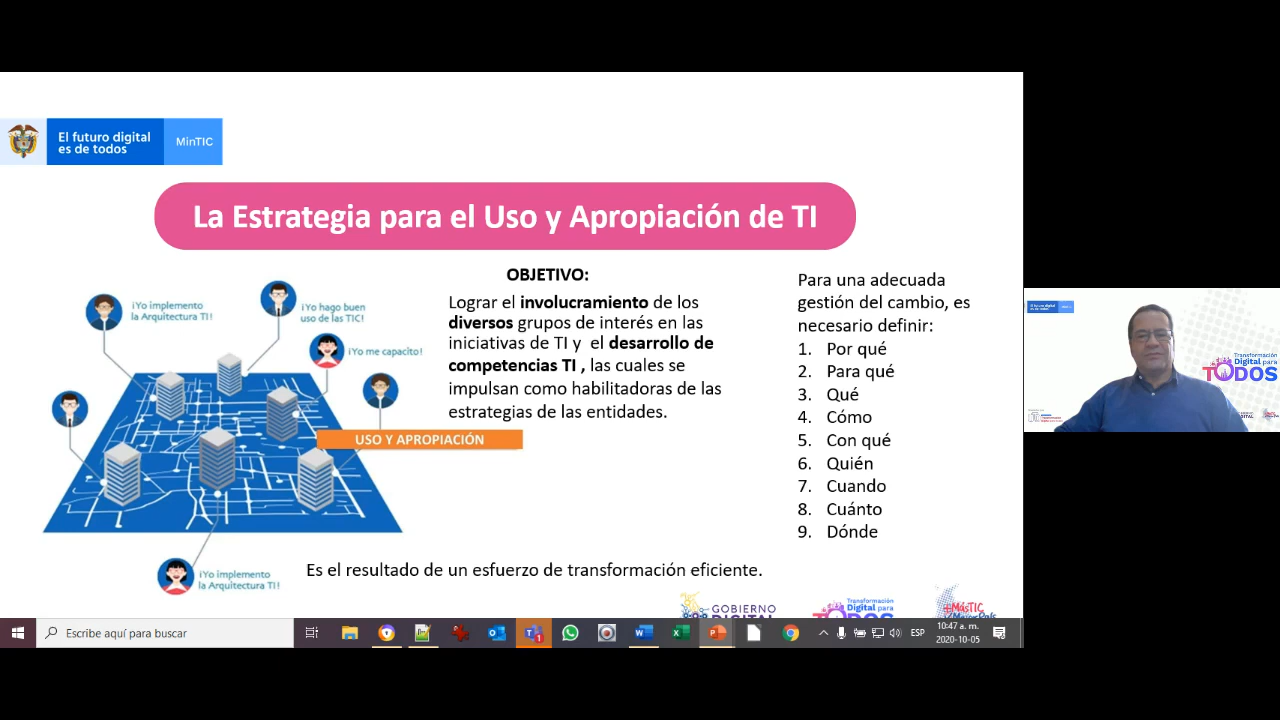 El futuro digital
es de todos
MinTIC
La Estrategia para el Uso y Apropiación de TI
¡Yo implemento
la Arquitectura TI!
¡Yo hago buen
uso de las TIC!
¡Yo me capacito!
USO Y APROPIACIÓN
¡Yo implemento
la Arquitectura TI!
OBJETIVO:
Lograr el involucramiento de los
diversos grupos de interés en las
iniciativas de TI y el desarrollo de
competencias TI , las cuales se
impulsan como habilitadoras de las
estrategias de las entidades.
Para una adecuada
gestión del cambio, es
necesario definir:
1. Por qué
2. Para qué
3. Qué
4. Cómo
5. Con qué
6. Quién
7. Cuando
8. Cuánto
9. Dónde
Es el resultado de un esfuerzo de transformación eficiente.
GOBIERNO
DIGITAL
Transformación
Digital para
TODOS
+MásTIC
+MejorPaís
Escribe aquí para buscar
ESP
10:47 a. m.
2020-10-05
Transformación
Digital para
TODOS